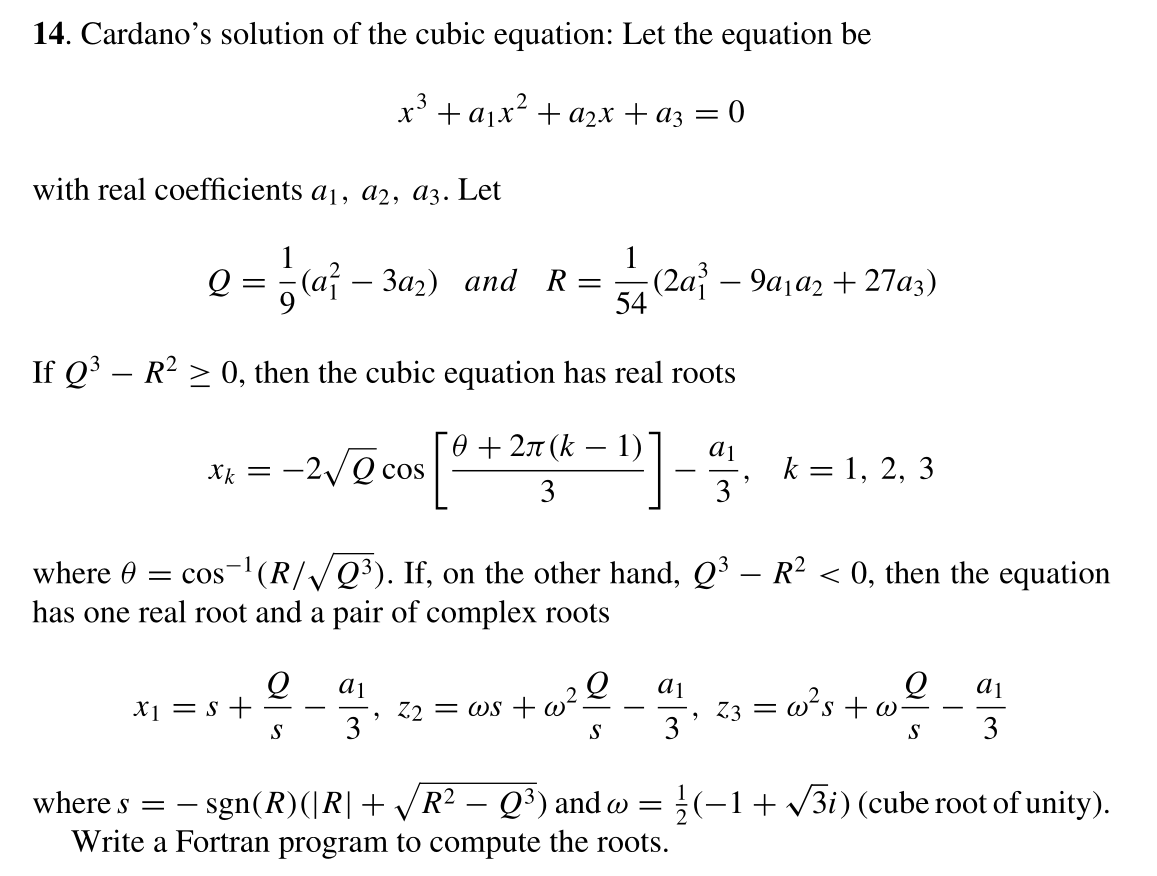 14. Cardano's solution of the cubic equation: Let the equation be
x³ + a₁x² + a₂x + a₃ = 0
with real coefficients a₁, a₂, a₃. Let
Q = 1/9 (a₁² − 3a₂) and R = 1/54 (2a₁³ − 9a₁a₂ + 27a₃)
If Q³ − R² ≥ 0, then the cubic equation has real roots
xₖ = −2√Q cos [(θ + 2π(k − 1))/3] − a₁/3, k = 1, 2, 3
where θ = cos⁻¹(R/√Q³). If, on the other hand, Q³ − R² < 0, then the equation
has one real root and a pair of complex roots
x₁ = s + Q/s − a₁/3, z₂ = ωs + ω² Q/s − a₁/3, z₃ = ω²s + ω Q/s − a₁/3
where s = − sgn(R)(|R| + √(R² − Q³)) and ω = ½(−1 + √3i) (cube root of unity).
Write a Fortran program to compute the roots.